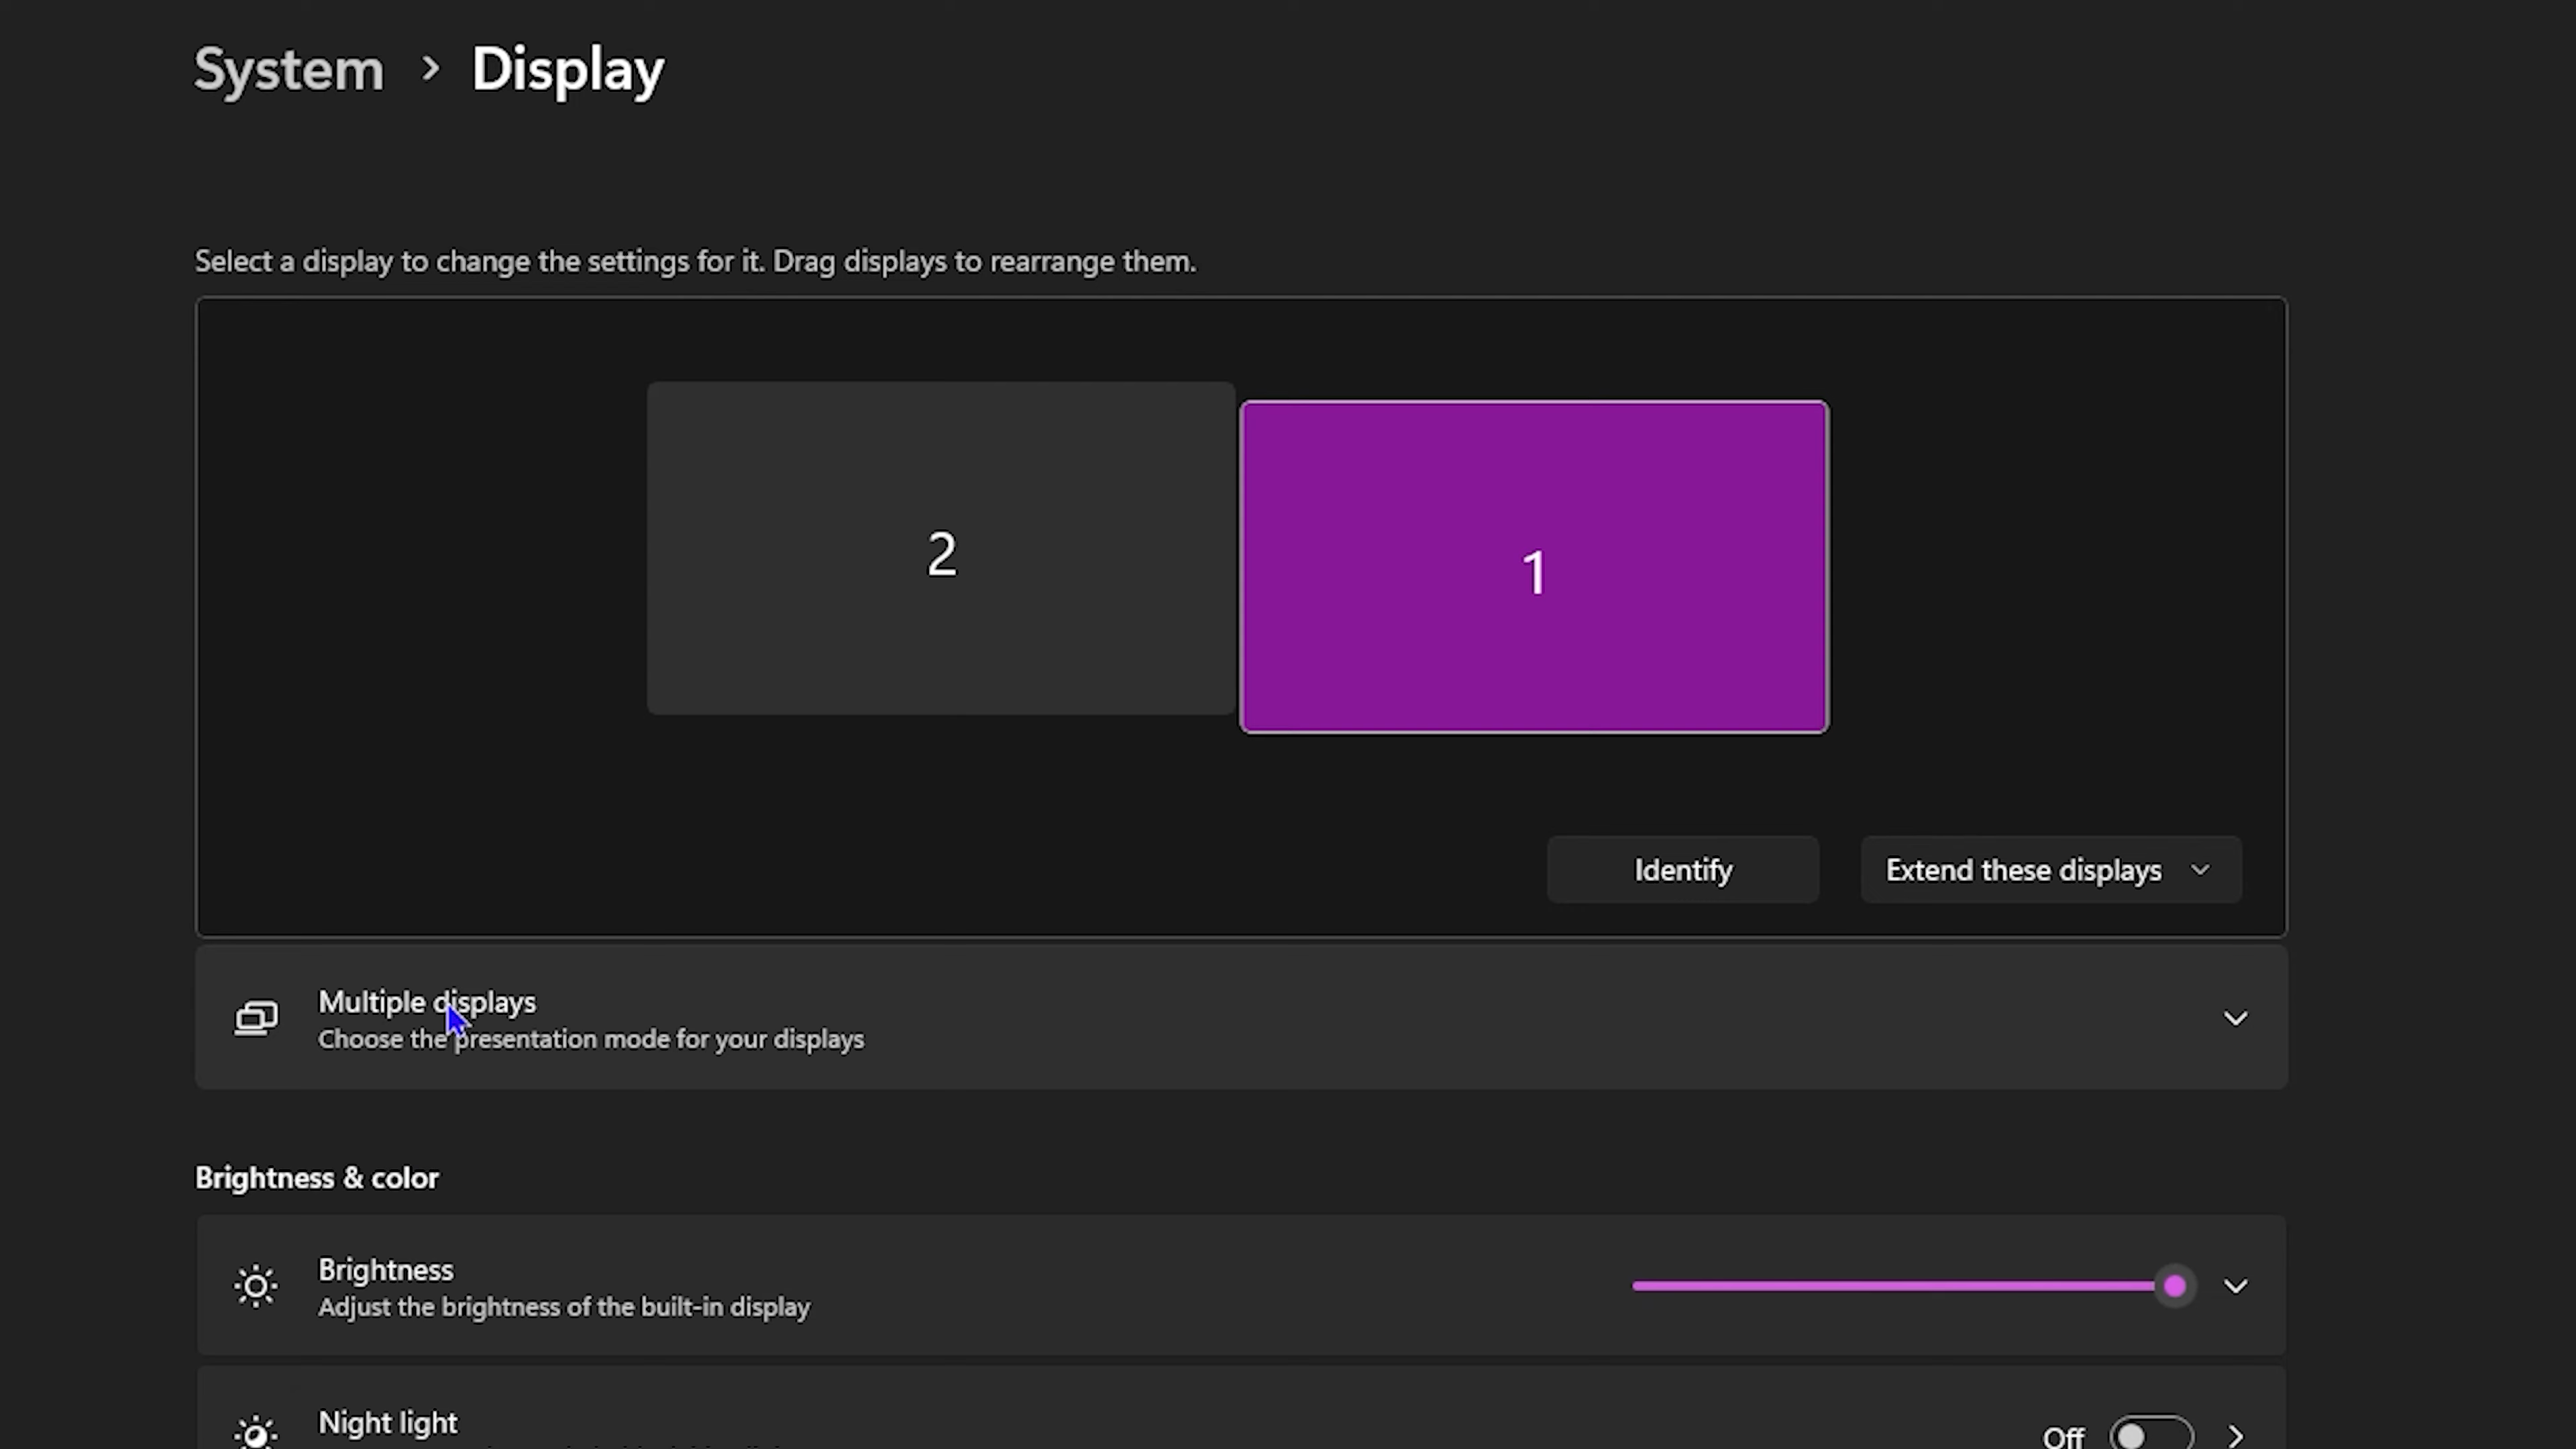 System > Display
Select a display to change the settings for it. Drag displays to rearrange them.
2
1
Identify
Extend these displays
Multiple displays
Choose the presentation mode for your displays
Brightness & color
Brightness
Adjust the brightness of the built-in display
Night light
Off